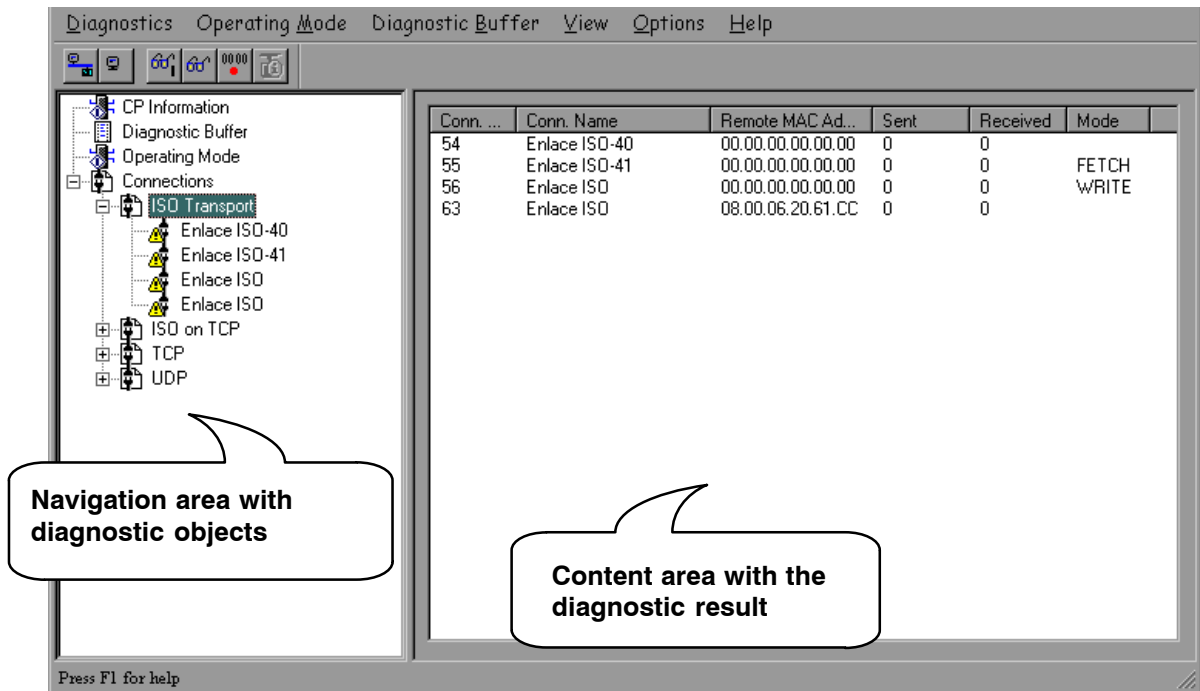 Diagnostics Operating Mode Diagnostic Buffer View Options Help
00 00
CP Information
Diagnostic Buffer
Operating Mode
Connections
ISO Transport
Enlace ISO-40
Enlace ISO-41
Enlace ISO
Enlace ISO
ISO on TCP
TCP
UDP
Navigation area with
diagnostic objects
Conn. ... Conn. Name Remote MAC Ad... Sent Received Mode
54 Enlace ISO-40 00.00.00.00.00.00 0 0
55 Enlace ISO-41 00.00.00.00.00.00 0 0 FETCH
56 Enlace ISO 00.00.00.00.00.00 0 0 WRITE
63 Enlace ISO 08.00.06.20.61.CC 0 0
Content area with the
diagnostic result
Press F1 for help